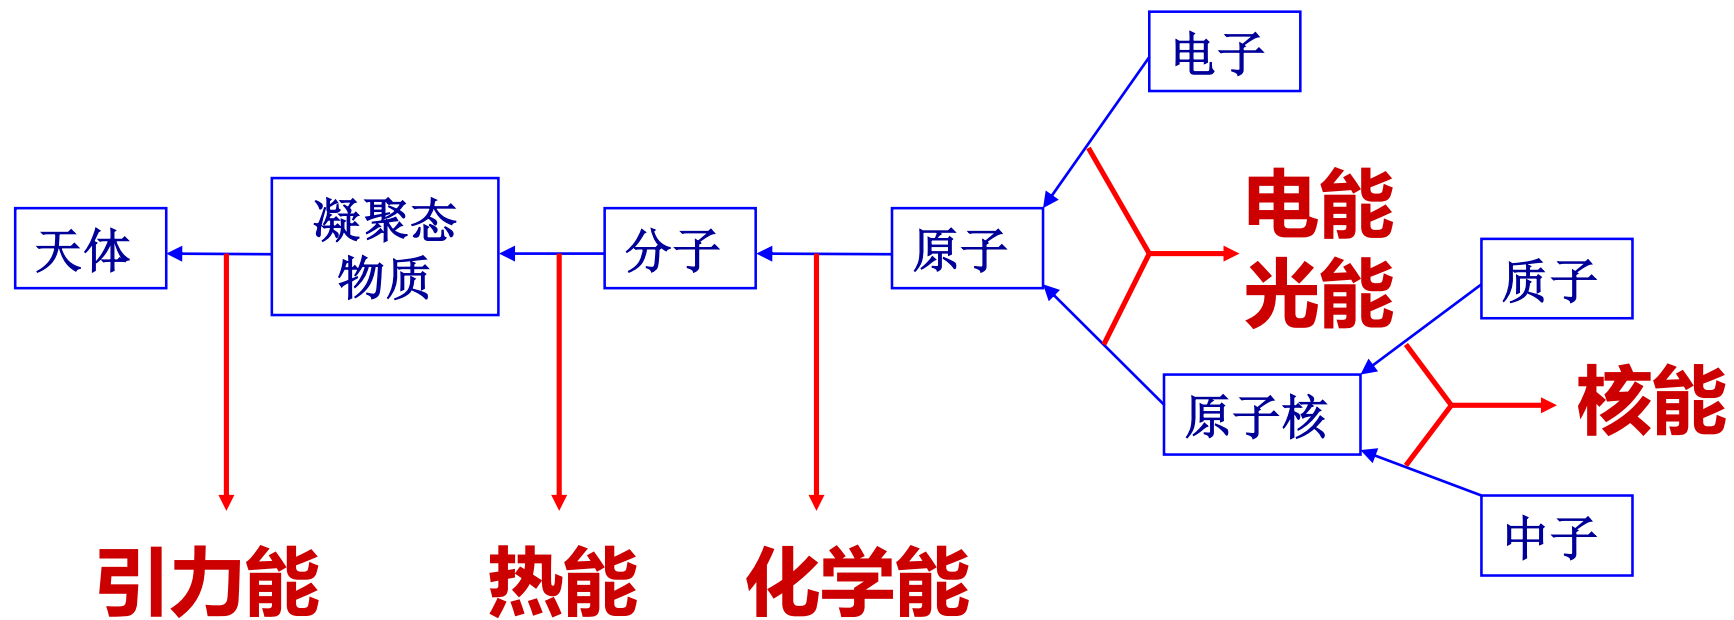 电子
天体
凝聚态
物质
分子
原子
电能
光能
质子
原子核
核能
中子
引力能
热能
化学能